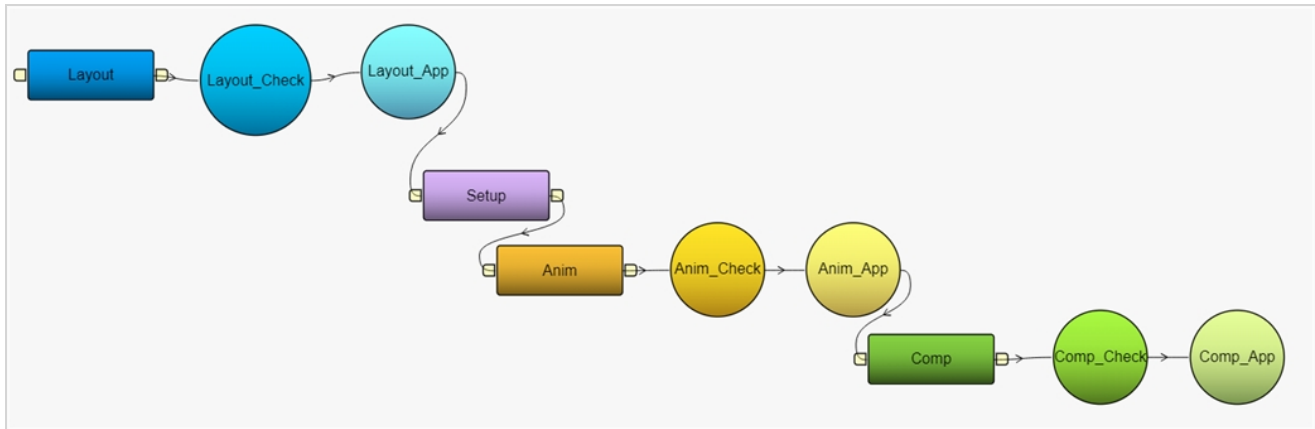 Layout
Layout_Check
Layout_App
Setup
Anim
Anim_Check
Anim_App
Comp
Comp_Check
Comp_App